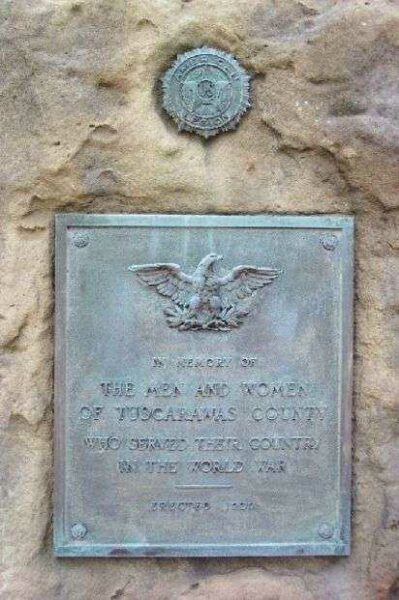 IN MEMORY OF
THE MEN AND WOMEN
OF TUSCARAWAS COUNTY
WHO SERVED THEIR COUNTRY
IN THE WORLD WAR
ERECTED